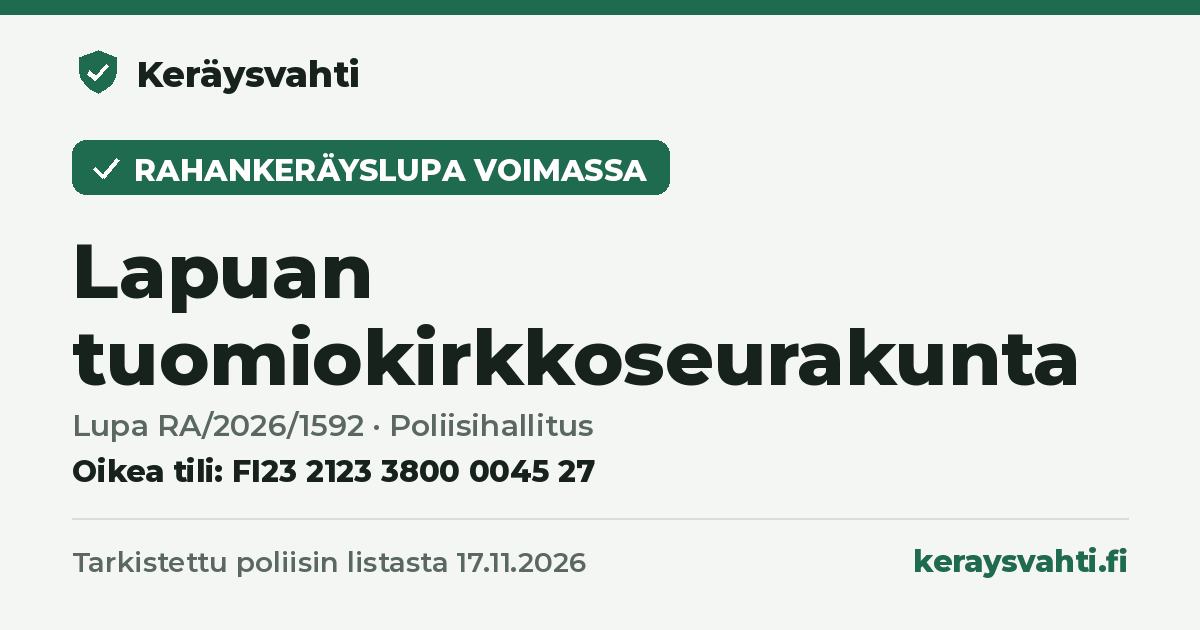 Keräysvahti
RAHANKERÄYSLUPA VOIMASSA
Lapuan
tuomiokirkkoseurakunta
Lupa RA/2026/1592 · Poliisihallitus
Oikea tili: FI23 2123 3800 0045 27
Tarkistettu poliisin listasta 17.11.2026
keraysvahti.fi